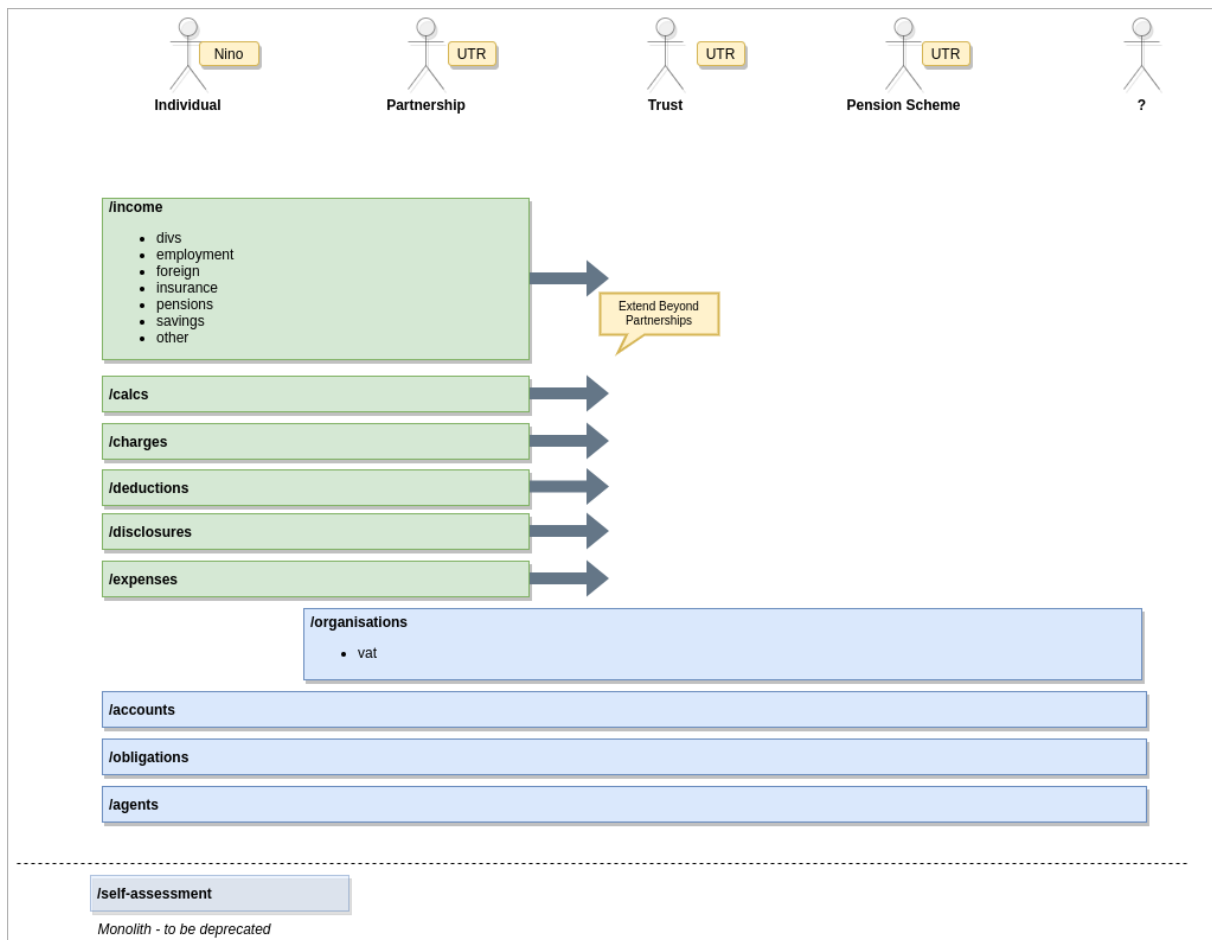 Nino
UTR
UTR
UTR
Individual
Partnership
Trust
Pension Scheme
?
/income
divs
employment
foreign
insurance
pensions
savings
other
Extend Beyond
Partnerships
/calcs
/charges
/deductions
/disclosures
/expenses
/organisations
vat
/accounts
/obligations
/agents
/self-assessment
Monolith - to be deprecated